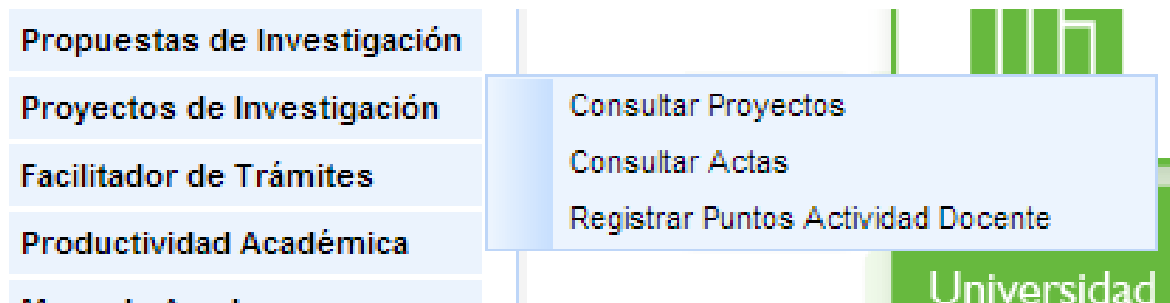 Propuestas de Investigación
Proyectos de Investigación
Facilitador de Trámites
Productividad Académica
Consultar Proyectos
Consultar Actas
Registrar Puntos Actividad Docente
Universidad